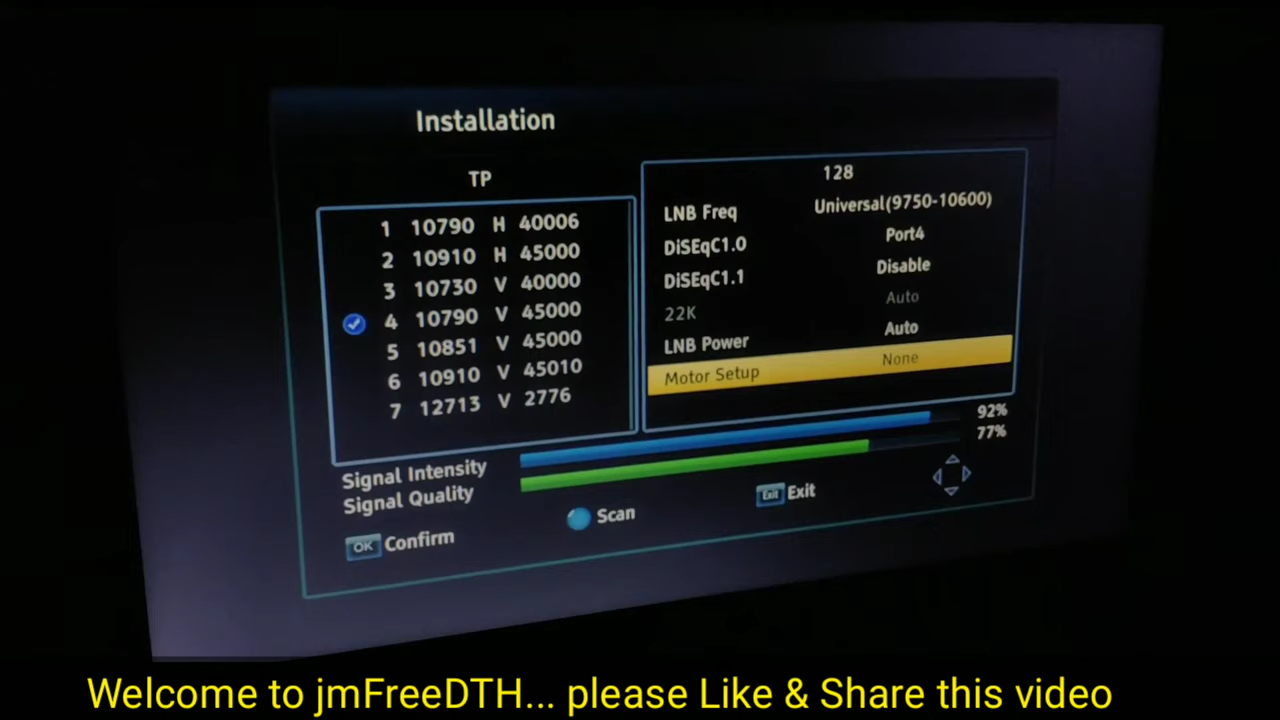 Installation
TP
1 10790 H 40006
2 10910 H 45000
3 10730 V 40000
4 10790 V 45000
5 10851 V 45000
6 10910 V 45010
7 12713 V 2776
128
LNB Freq Universal(9750-10600)
DiSEqC1.0 Port4
DiSEqC1.1 Disable
22K Auto
LNB Power Auto
Motor Setup None
Signal Intensity 92%
Signal Quality 77%
OK Confirm
Scan
Exit Exit
Welcome to jmFreeDTH... please Like & Share this video